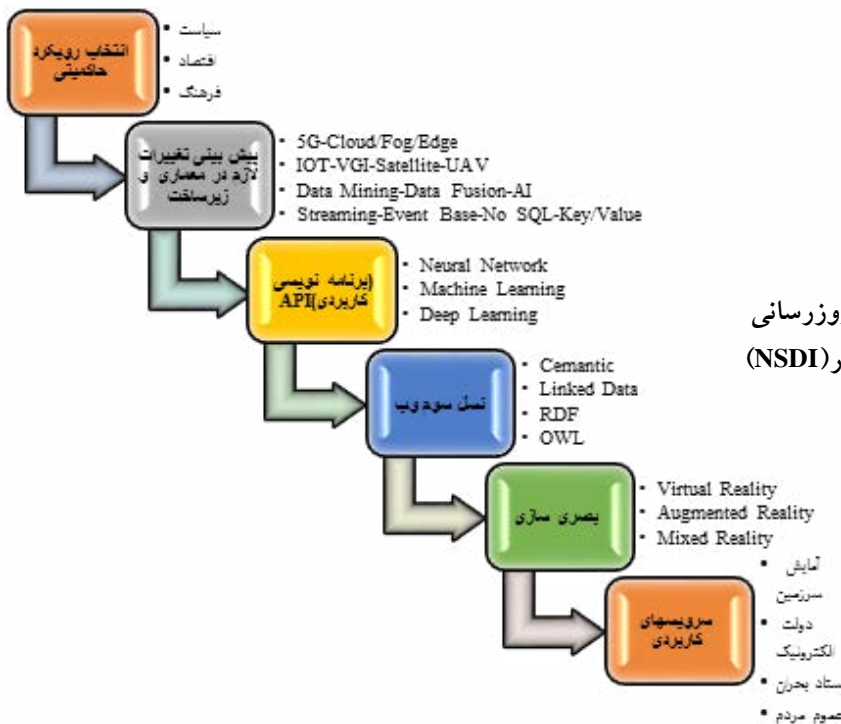 انتخاب رویکرد
حاکمیتی
• سیاست
• اقتصاد
• فرهنگ
پیش بینی تغییرات
لازم در معماری و
زیرساخت
• 5G-Cloud/Fog/Edge
• IOT-VGI-Satellite-UAV
• Data Mining-Data Fusion-AI
• Streaming-Event Base-No SQL-Key/Value
(برنامه نویسی
کاربردی)API
• Neural Network
• Machine Learning
• Deep Learning
نسل سوم وب
• Cemantic
• Linked Data
• RDF
• OWL
بصری سازی
• Virtual Reality
• Augmented Reality
• Mixed Reality
سرویسهای
کاربردی
• آمایش
سرزمین
• دولت
الکترونیک
• ستاد بحران
• عموم مردم
(NSDI)